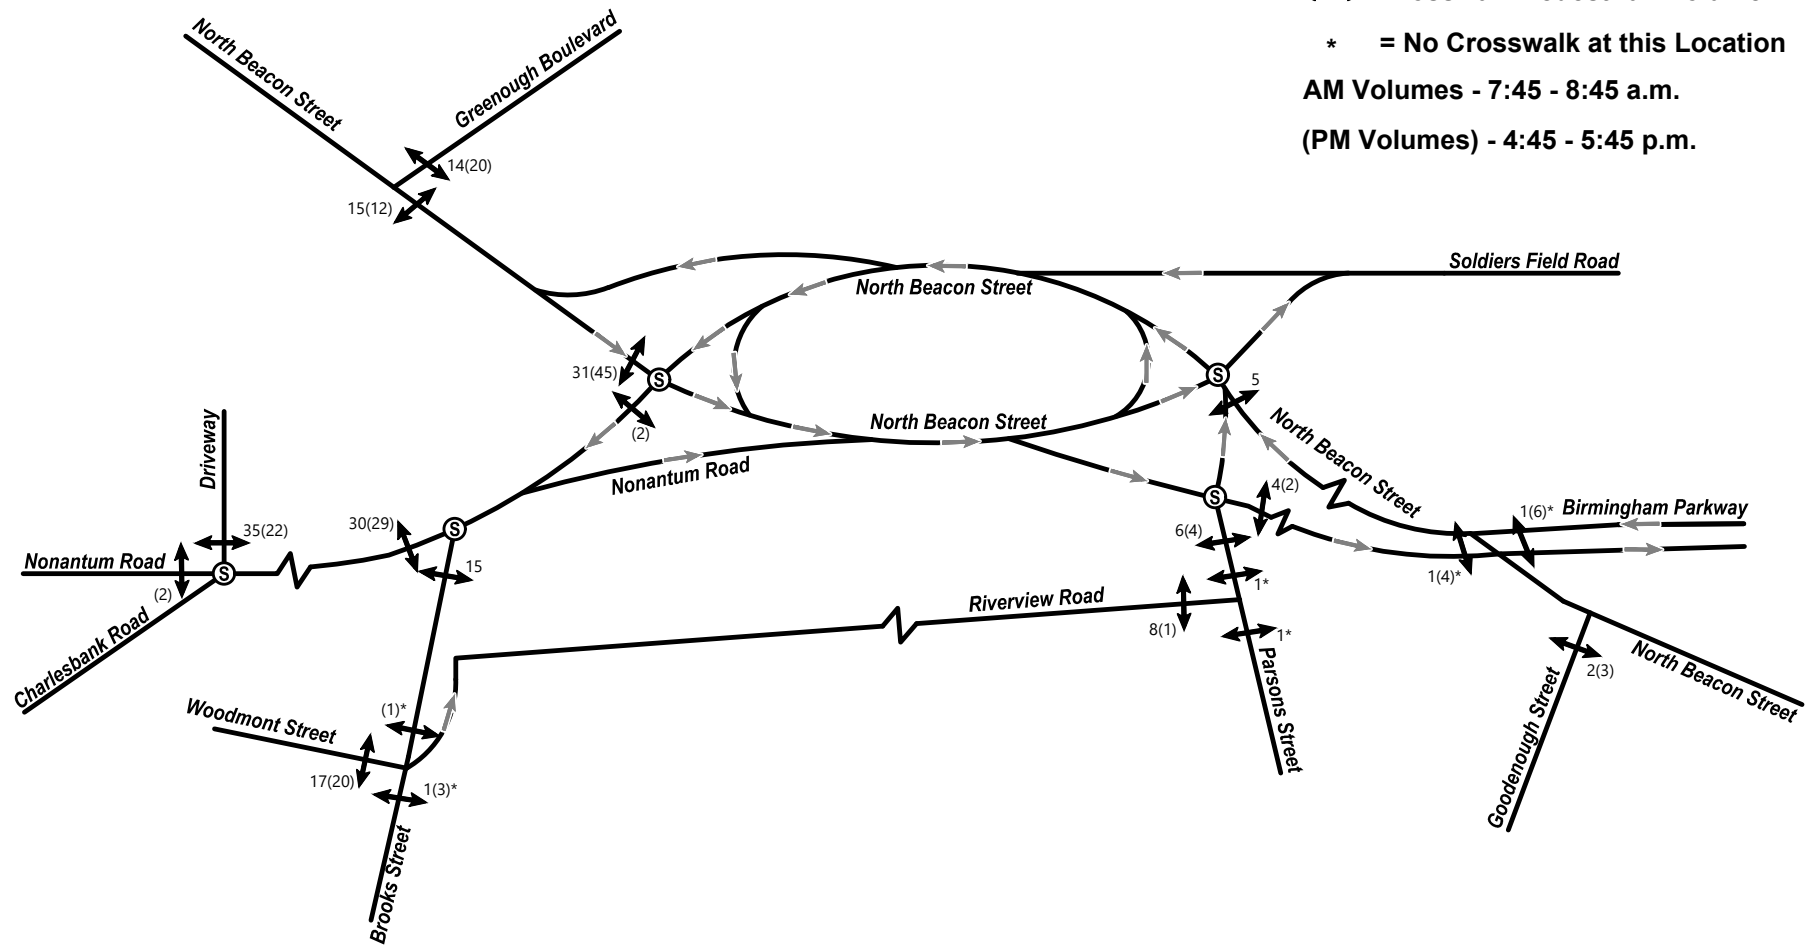 * = No Crosswalk at this Location
AM Volumes - 7:45 - 8:45 a.m.
(PM Volumes) - 4:45 - 5:45 p.m.
North Beacon Street
Greenough Boulevard
14(20)
15(12)
Soldiers Field Road
North Beacon Street
31(45)
S
S
5
(2)
North Beacon Street
North Beacon Street
Nonantum Road
Driveway
35(22)
30(29)
S
S
4(2)
6(4)
1(6)*
Birmingham Parkway
Nonantum Road
S
(2)
15
1*
1(4)*
Charlesbank Road
Riverview Road
8(1)
1*
Parsons Street
2(3)
North Beacon Street
Goodenough Street
Woodmont Street
(1)*
17(20)
1(3)*
Brooks Street